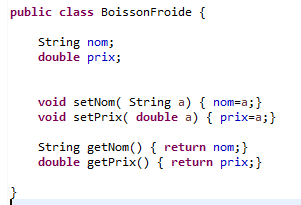 public class BoissonFroide {
String nom;
double prix;
void setNom( String a) { nom=a;}
void setPrix( double a) { prix=a;}
String getNom() { return nom;}
double getPrix() { return prix;}
}